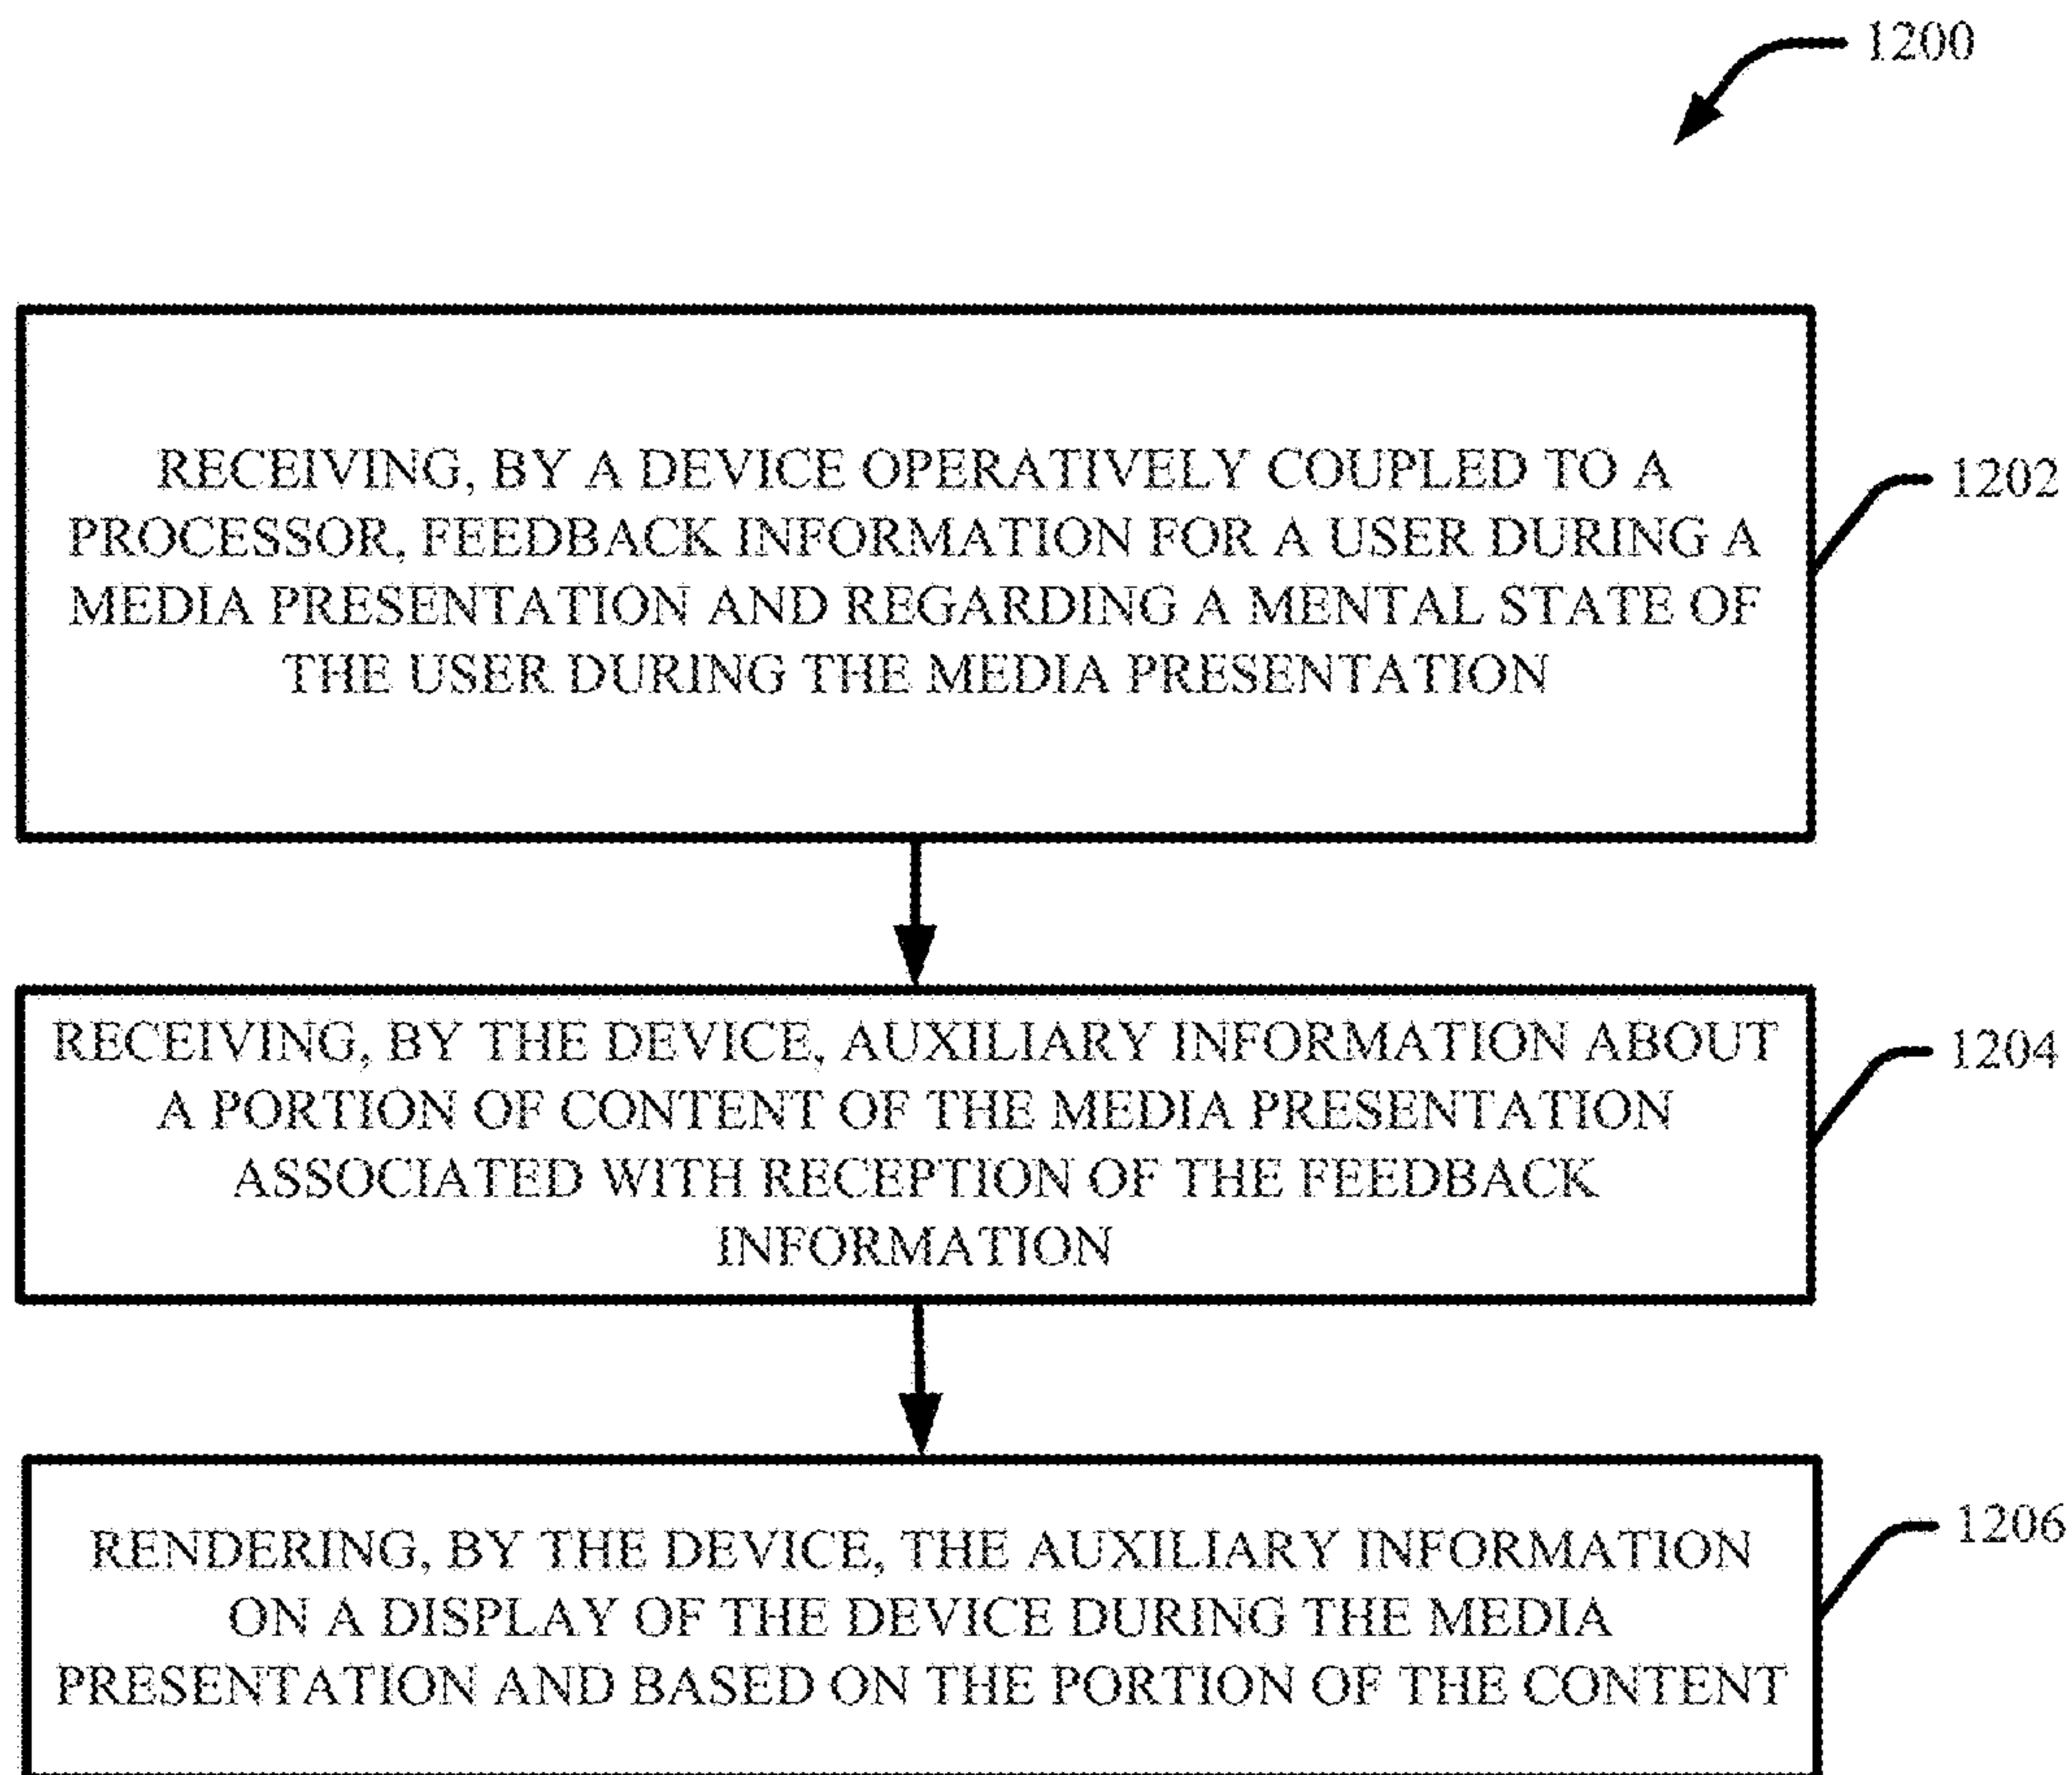 1200
RECEIVING, BY A DEVICE OPERATIVELY COUPLED TO A
PROCESSOR, FEEDBACK INFORMATION FOR A USER DURING A
MEDIA PRESENTATION AND REGARDING A MENTAL STATE OF
THE USER DURING THE MEDIA PRESENTATION
1202
RECEIVING, BY THE DEVICE, AUXILIARY INFORMATION ABOUT
A PORTION OF CONTENT OF THE MEDIA PRESENTATION
ASSOCIATED WITH RECEPTION OF THE FEEDBACK
INFORMATION
1204
RENDERING, BY THE DEVICE, THE AUXILIARY INFORMATION
ON A DISPLAY OF THE DEVICE DURING THE MEDIA
PRESENTATION AND BASED ON THE PORTION OF THE CONTENT
1206